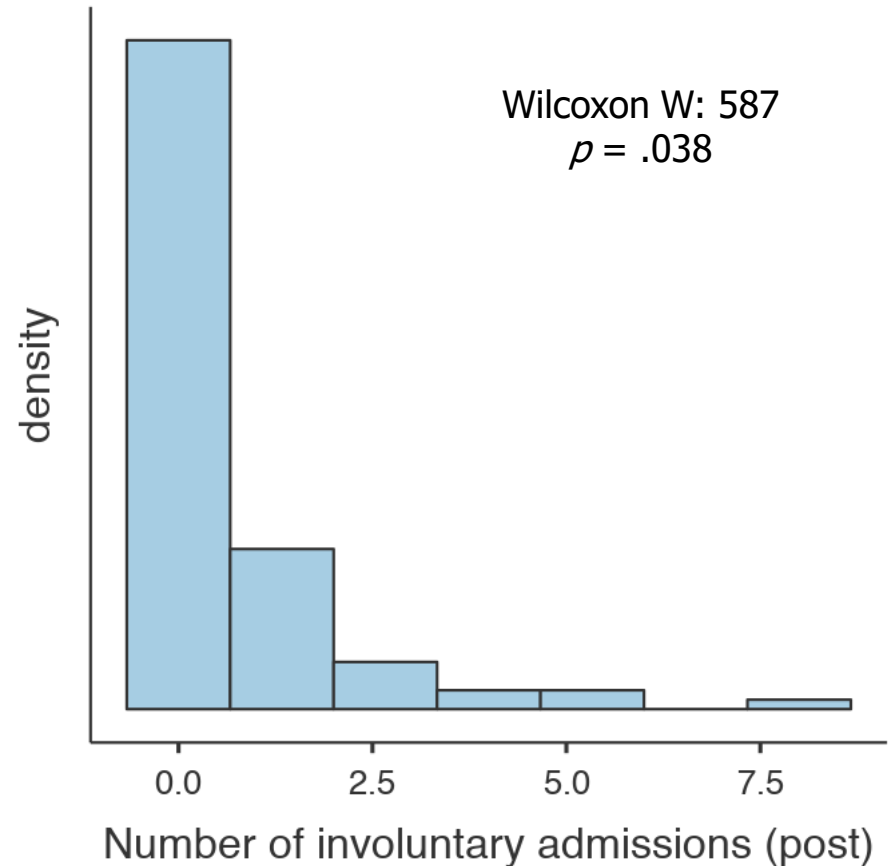 Wilcoxon W: 587
p = .038
density
0.0 2.5 5.0 7.5
Number of involuntary admissions (post)